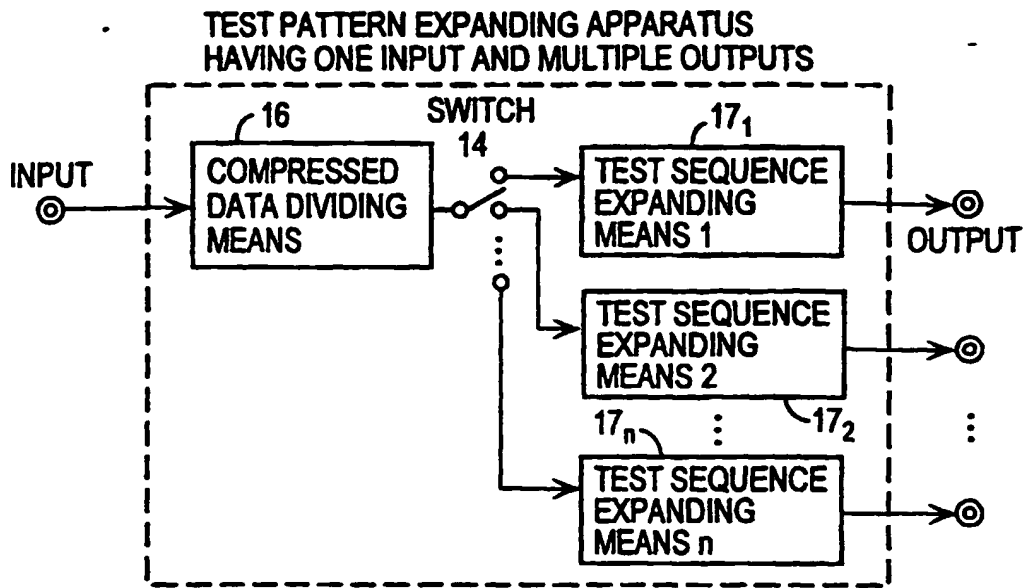 TEST PATTERN EXPANDING APPARATUS
HAVING ONE INPUT AND MULTIPLE OUTPUTS
INPUT
16
COMPRESSED
DATA DIVIDING
MEANS
SWITCH
14
17₁
TEST SEQUENCE
EXPANDING
MEANS 1
OUTPUT
TEST SEQUENCE
EXPANDING
MEANS 2
17₂
17ₙ
TEST SEQUENCE
EXPANDING
MEANS n